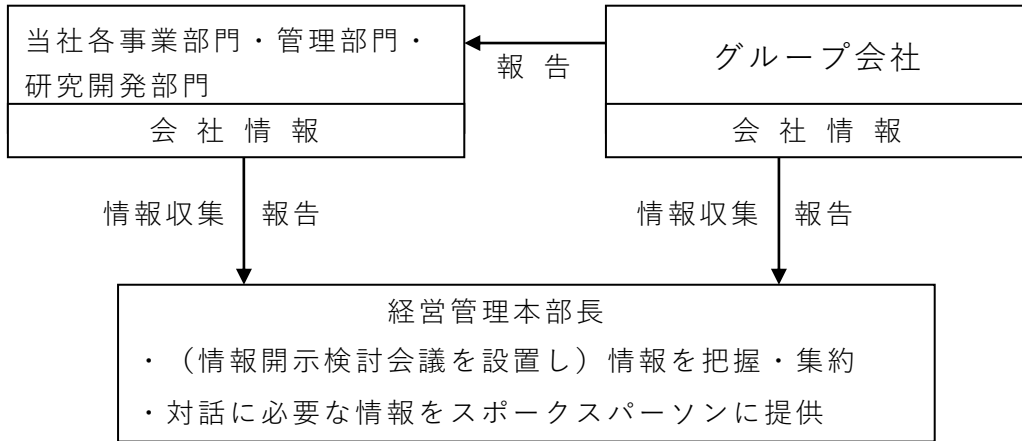 当社各事業部門・管理部門・
研究開発部門
会社情報
報告
グループ会社
会社情報
情報収集 報告
情報収集 報告
経営管理本部長
・（情報開示検討会議を設置し）情報を把握・集約
・対話に必要な情報をスポークスパーソンに提供